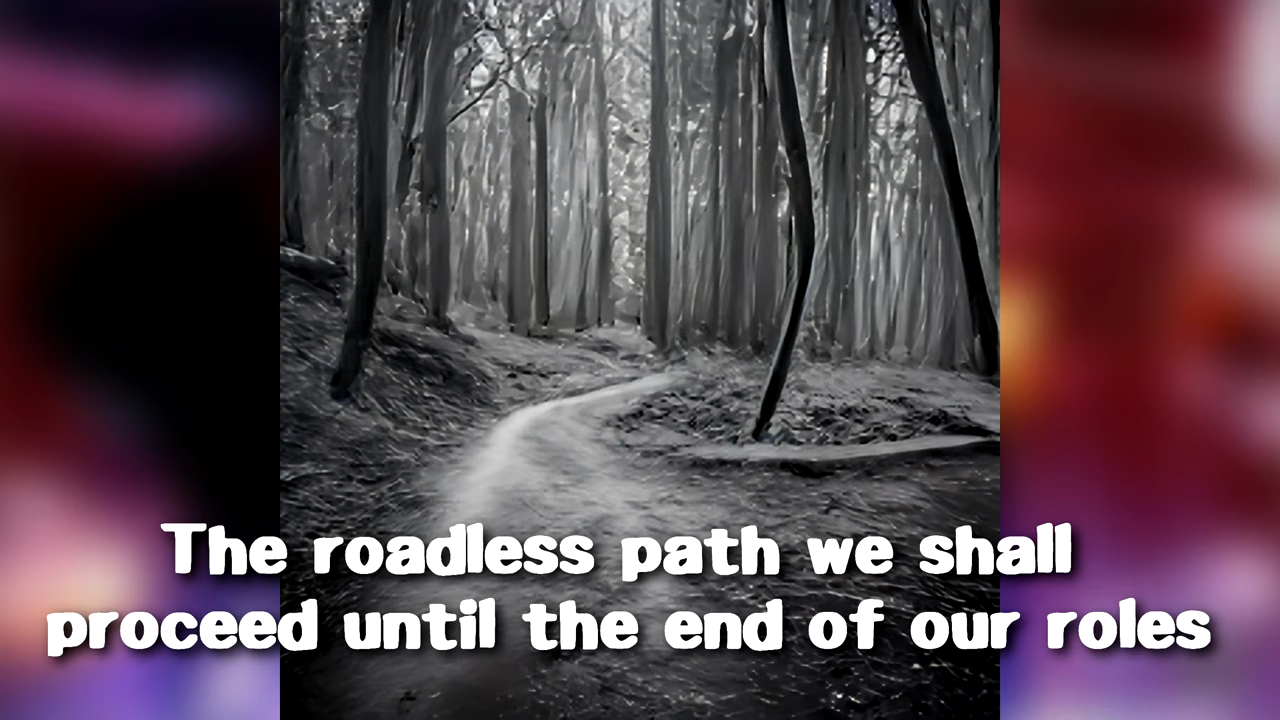 The roadless path we shall
proceed until the end of our roles